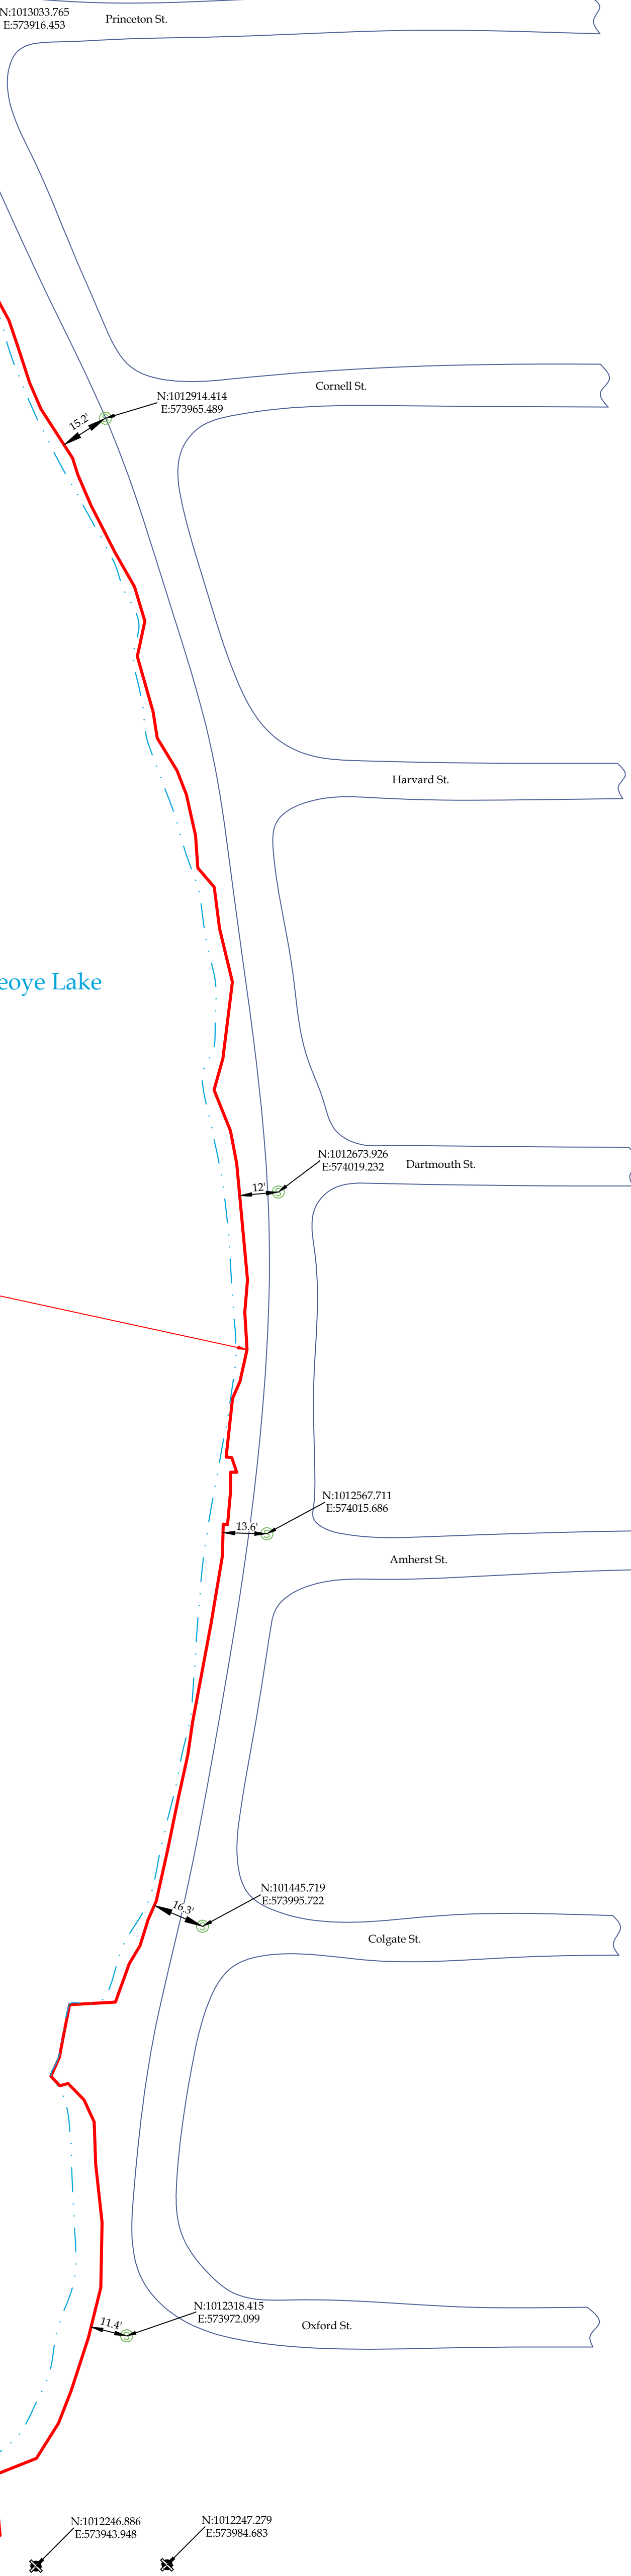 N:1013033.765
E:573916.453
Princeton St.
Cornell St.
N:1012914.414
E:573965.489
15.2'
Harvard St.
eoye Lake
N:1012673.926
E:574019.232
Dartmouth St.
12'
S
N:1012567.711
E:574015.686
13.6'
S
Amherst St.
N:101445.719
E:573995.722
16.3'
S
Colgate St.
N:1012318.415
E:573972.099
11.4'
S
Oxford St.
N:1012246.886
E:573943.948
N:1012247.279
E:573984.683